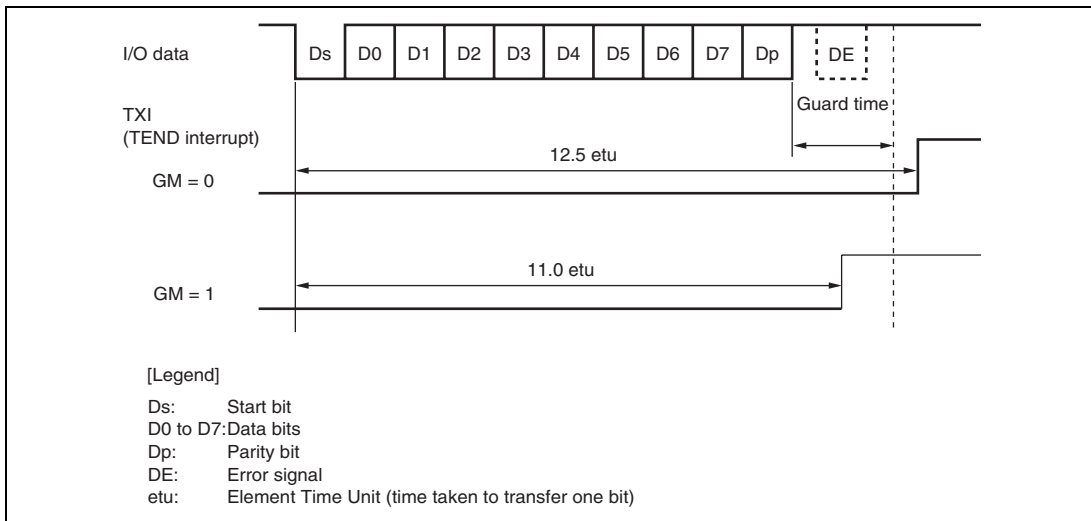 I/O data
Ds D0 D1 D2 D3 D4 D5 D6 D7 Dp DE
Guard time
TXI
(TEND interrupt)
12.5 etu
GM = 0
11.0 etu
GM = 1
[Legend]
Ds: Start bit
D0 to D7:Data bits
Dp: Parity bit
DE: Error signal
etu: Element Time Unit (time taken to transfer one bit)